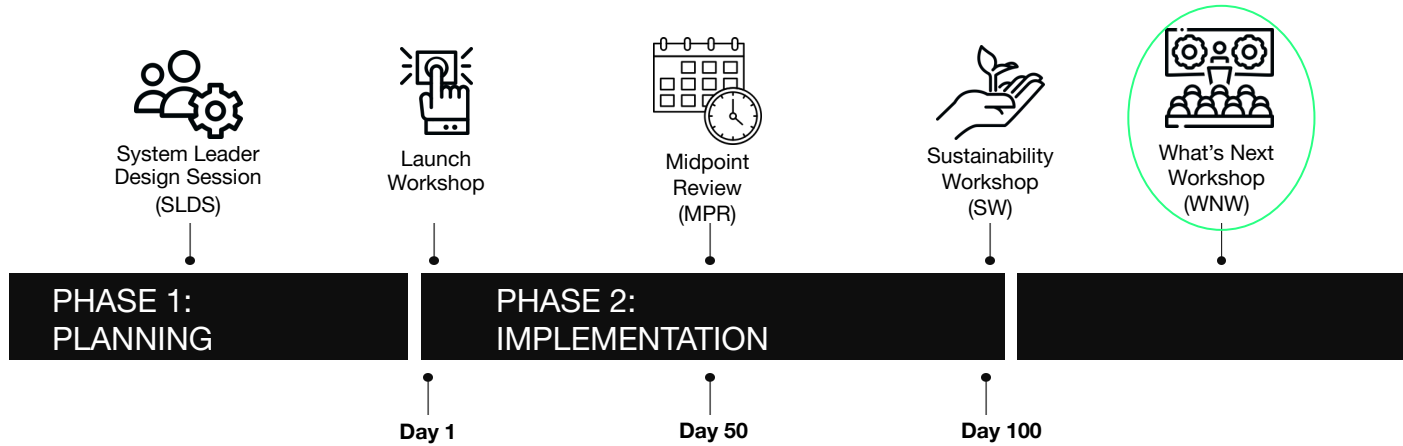 System Leader
Design Session
(SLDS)
Launch
Workshop
Midpoint
Review
(MPR)
Sustainability
Workshop
(SW)
What's Next
Workshop
(WNW)
PHASE 1:
PLANNING
PHASE 2:
IMPLEMENTATION
Day 1
Day 50
Day 100